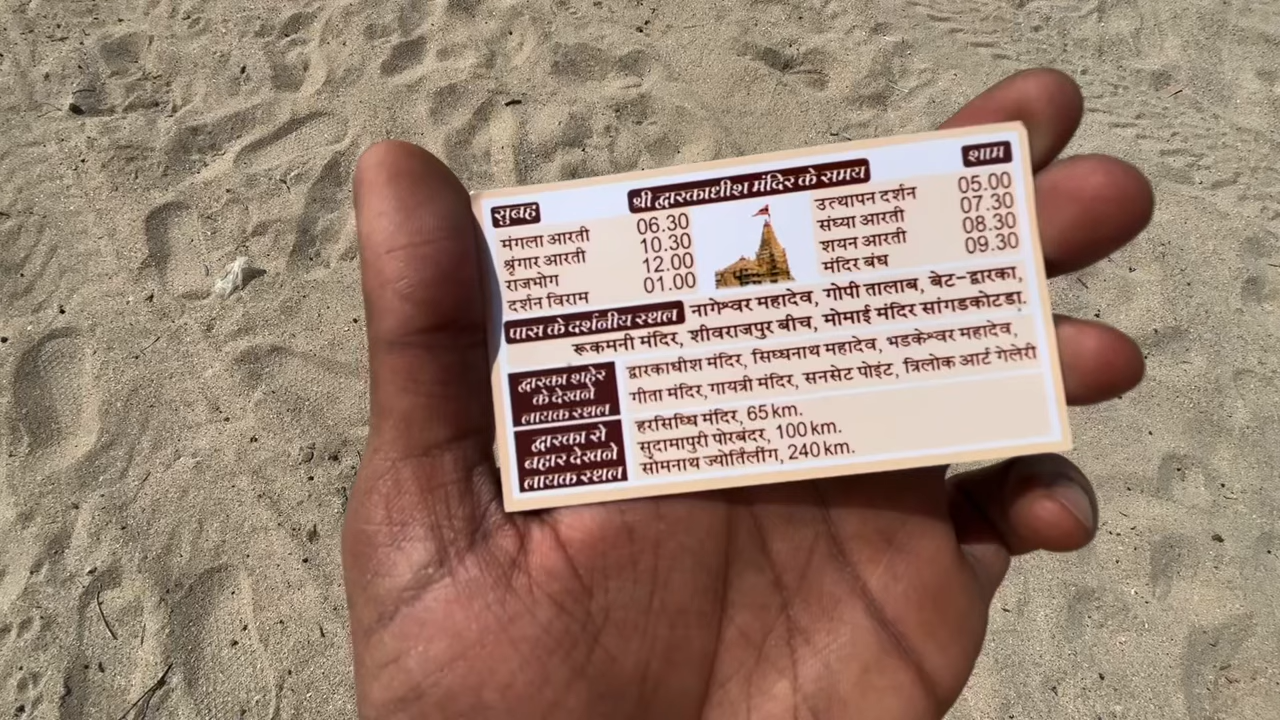 श्री द्वारकाधीश मंदिर के समय
सुबह
मंगला आरती 06.30
श्रृंगार आरती 10.30
राजभोग 12.00
दर्शन विराम 01.00
शाम
उत्थापन दर्शन 05.00
संध्या आरती 07.30
शयन आरती 08.30
मंदिर बंध 09.30
पास के दर्शनीय स्थल नागेश्वर महादेव, गोपी तालाब, बेट-द्वारका,
रूकमनी मंदिर, शीवराजपुर बीच, मोमाई मंदिर सांगडकोटडा.
द्वारका शहेर
के देखने
लायक स्थल
द्वारकाधीश मंदिर, सिध्धनाथ महादेव, भडकेश्वर महादेव,
गीता मंदिर, गायत्री मंदिर, सनसेट पोइंट, त्रिलोक आर्ट गेलेरी
द्वारका से
बहार देखने
लायक स्थल
हरसिध्धि मंदिर, 65 km.
सुदामापुरी पोरबंदर, 100 km.
सोमनाथ ज्योर्तिलींग, 240 km.